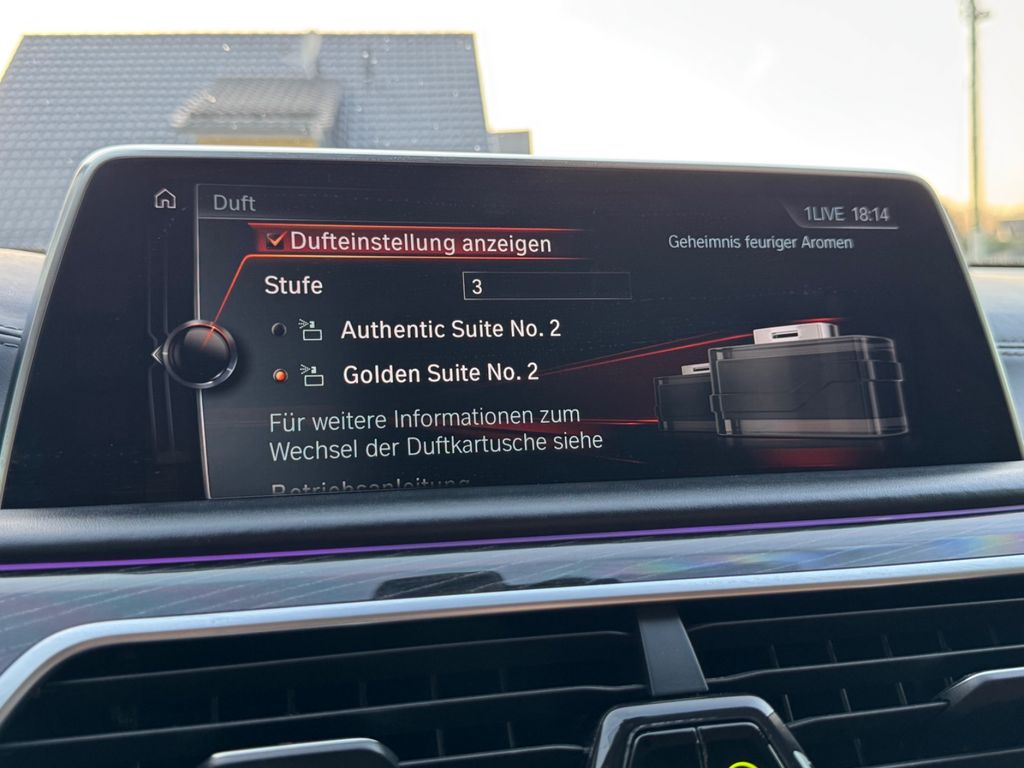 Duft
1LIVE 18:14
Dufteinstellung anzeigen
Geheimnis feuriger Aromen
Stufe 3
Authentic Suite No. 2
Golden Suite No. 2
Für weitere Informationen zum
Wechsel der Duftkartusche siehe
Betriebsanleitung